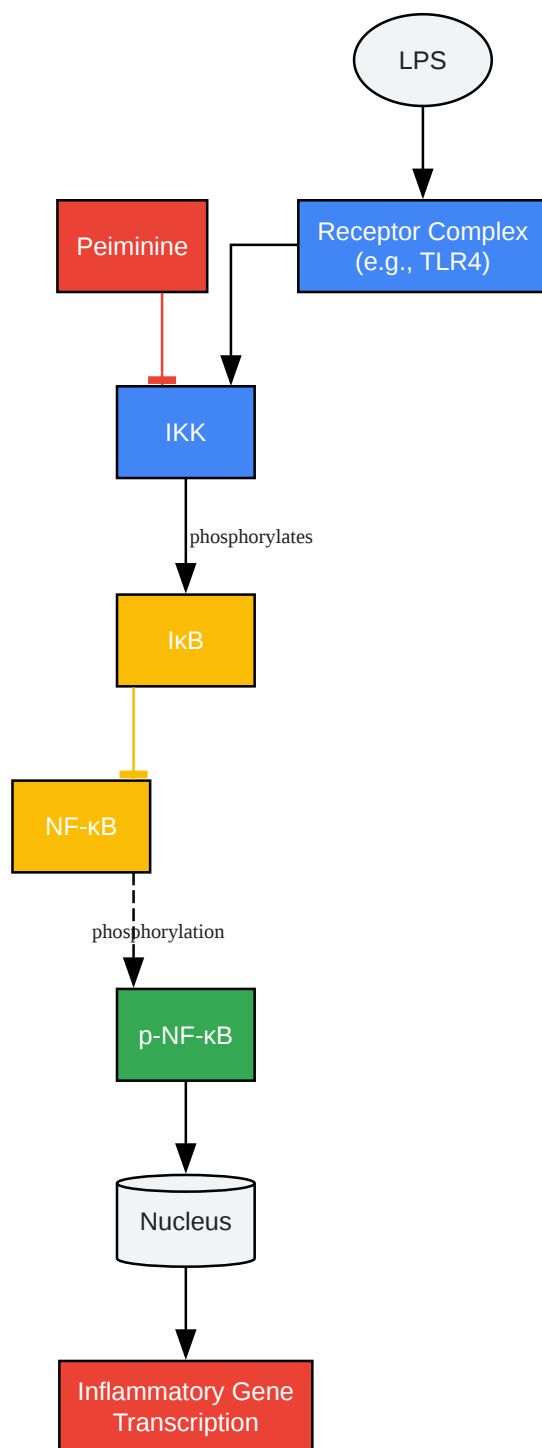 LPS
Peiminine
Receptor Complex
(e.g., TLR4)
IKK
phosphorylates
IκB
NF-κB
phosphorylation
p-NF-κB
Nucleus
Inflammatory Gene
Transcription